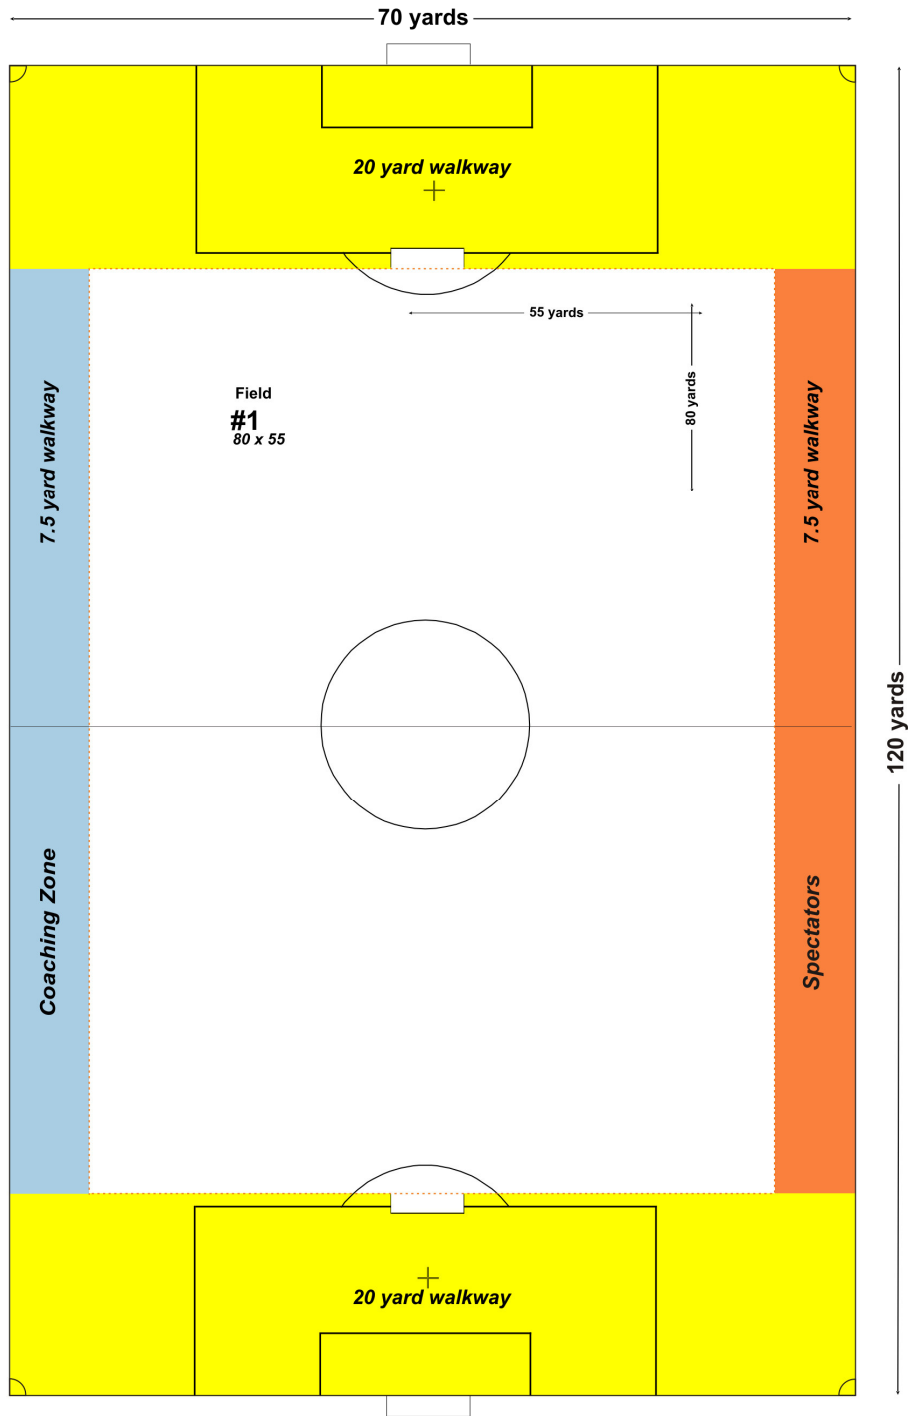 70 yards
20 yard walkway
55 yards
80 yards
Field
#1
80 x 55
7.5 yard walkway
7.5 yard walkway
120 yards
Coaching Zone
Spectators
20 yard walkway